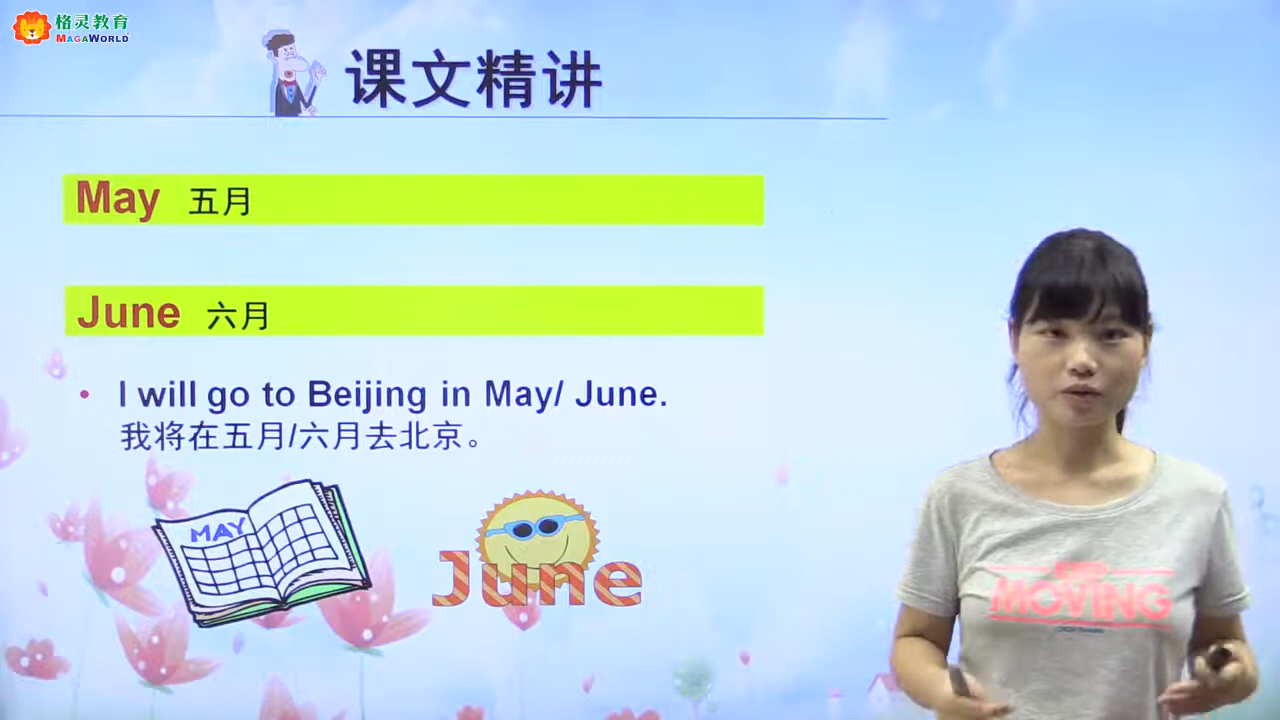 格灵教育
MAGAWORLD
课文精讲
May 五月
June 六月
• I will go to Beijing in May/ June.
我将在五月/六月去北京。
MAY
June
MOVING